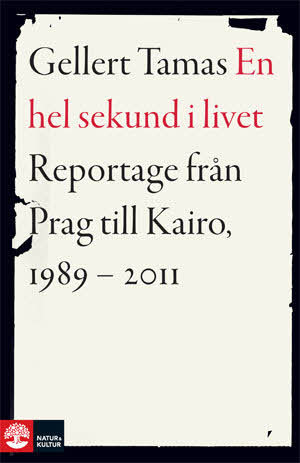 Gellert Tamas En
hel sekund i livet
Reportage från
Prag till Kairo,
1989 – 2011
NATUR &
KULTUR